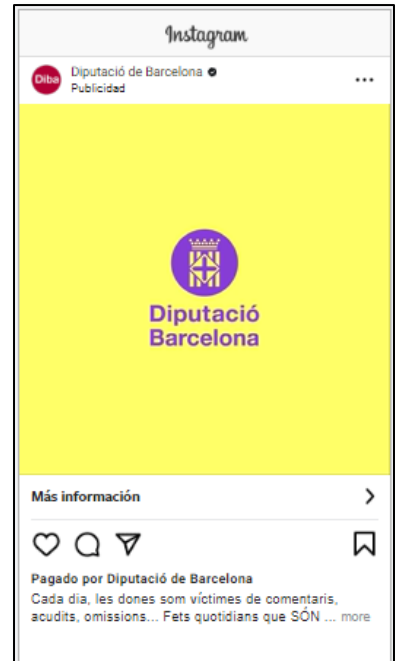 Instagram
Diba
Diputació de Barcelona
Publicidad
Diputació
Barcelona
Más información
Pagado por Diputació de Barcelona
Cada dia, les dones som víctimes de comentaris,
acudits, omissions... Fets quotidians que SÓN ... more